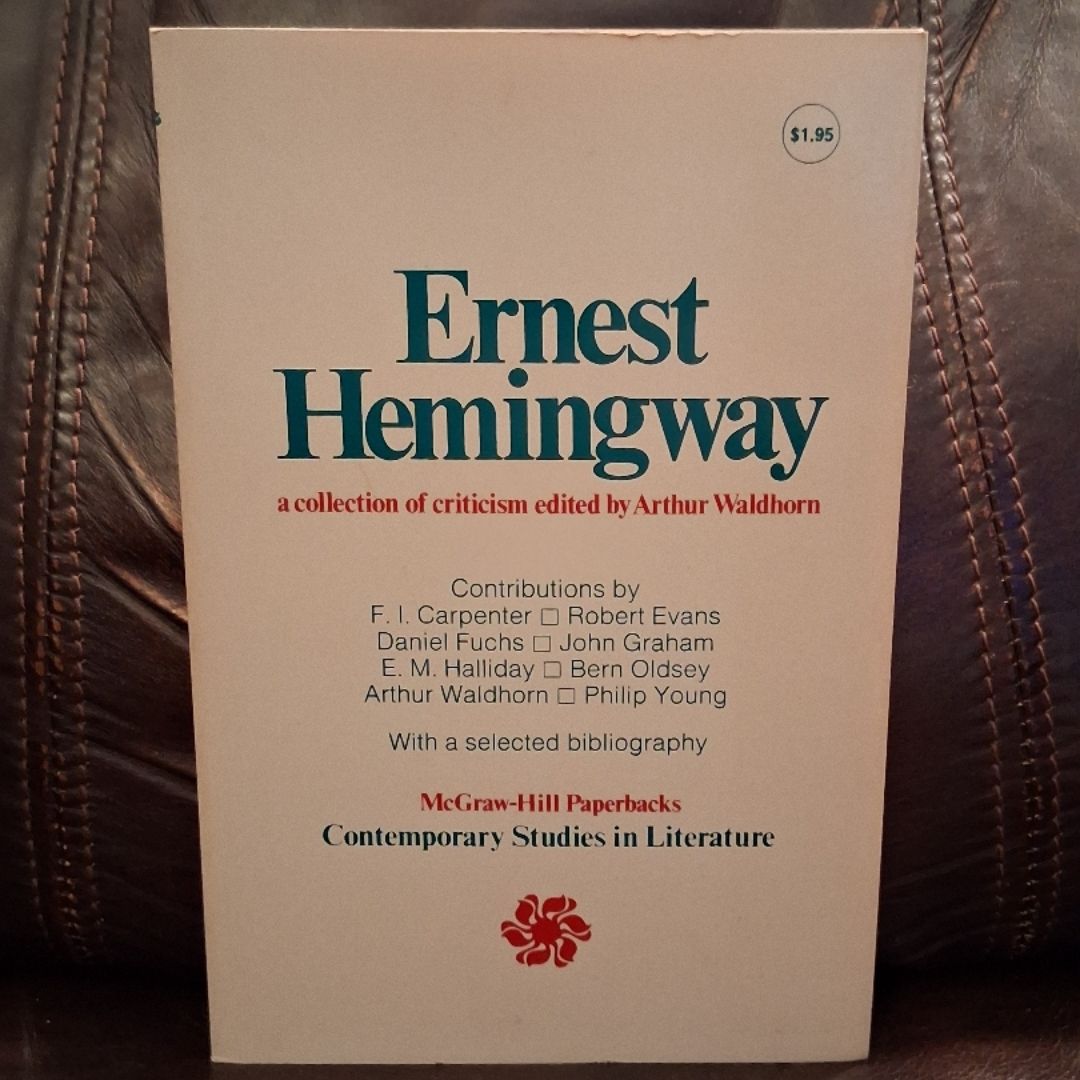 $1.95
Ernest
Hemingway
a collection of criticism edited by Arthur Waldhorn
Contributions by
F. I. Carpenter □ Robert Evans
Daniel Fuchs □ John Graham
E. M. Halliday □ Bern Oldsey
Arthur Waldhorn □ Philip Young
With a selected bibliography
McGraw-Hill Paperbacks
Contemporary Studies in Literature